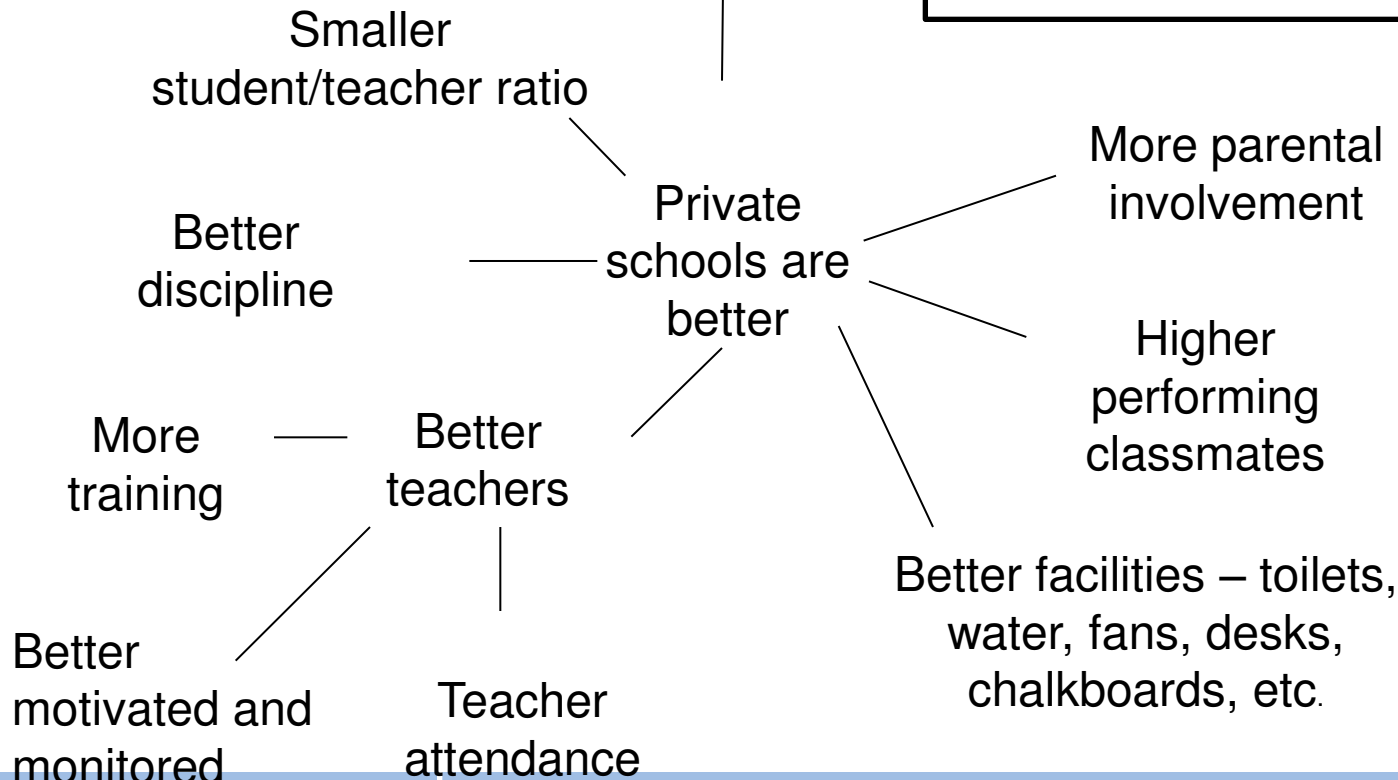 Smaller
student/teacher ratio
More parental
involvement
Private
schools are
better
Better
discipline
Higher
performing
classmates
More
training
Better
teachers
Better facilities – toilets,
water, fans, desks,
chalkboards, etc.
Better
motivated and
monitored
Teacher
attendance